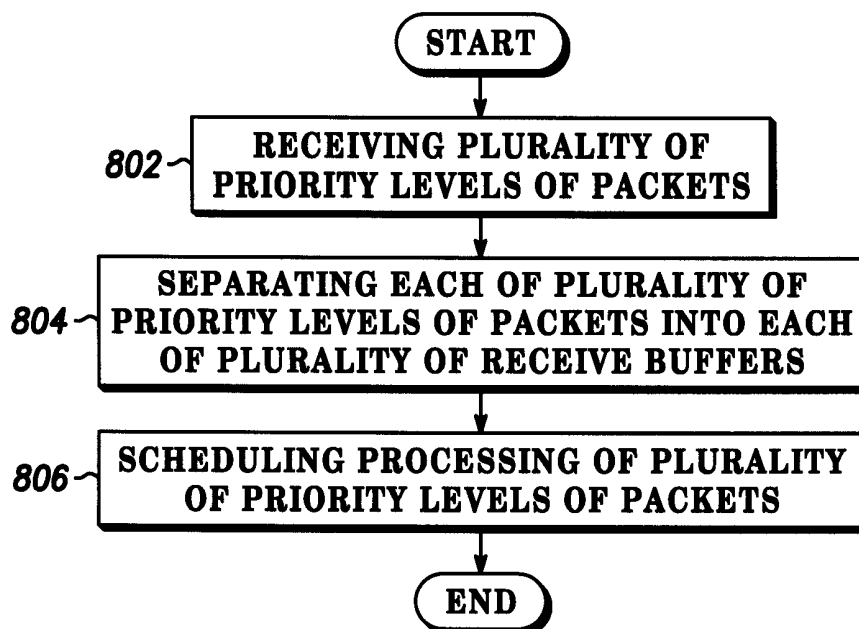 START
802
RECEIVING PLURALITY OF
PRIORITY LEVELS OF PACKETS
804
SEPARATING EACH OF PLURALITY OF
PRIORITY LEVELS OF PACKETS INTO EACH
OF PLURALITY OF RECEIVE BUFFERS
806
SCHEDULING PROCESSING OF PLURALITY
OF PRIORITY LEVELS OF PACKETS
END